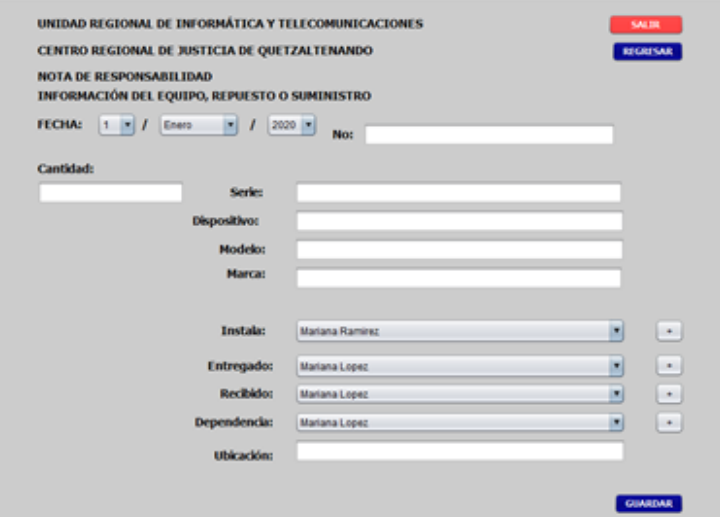 UNIDAD REGIONAL DE INFORMÁTICA Y TELECOMUNICACIONES
SALIR
CENTRO REGIONAL DE JUSTICIA DE QUETZALTENANDO
REGRESAR
NOTA DE RESPONSABILIDAD
INFORMACIÓN DEL EQUIPO, REPUESTO O SUMINISTRO
FECHA: 1 / Enero / 2020 No:
Cantidad:
Serie:
Dispositivo:
Modelo:
Marca:
Instala: Mariana Ramirez +
Entregado: Mariana Lopez +
Recibido: Mariana Lopez +
Dependencia: Mariana Lopez +
Ubicación:
GUARDAR